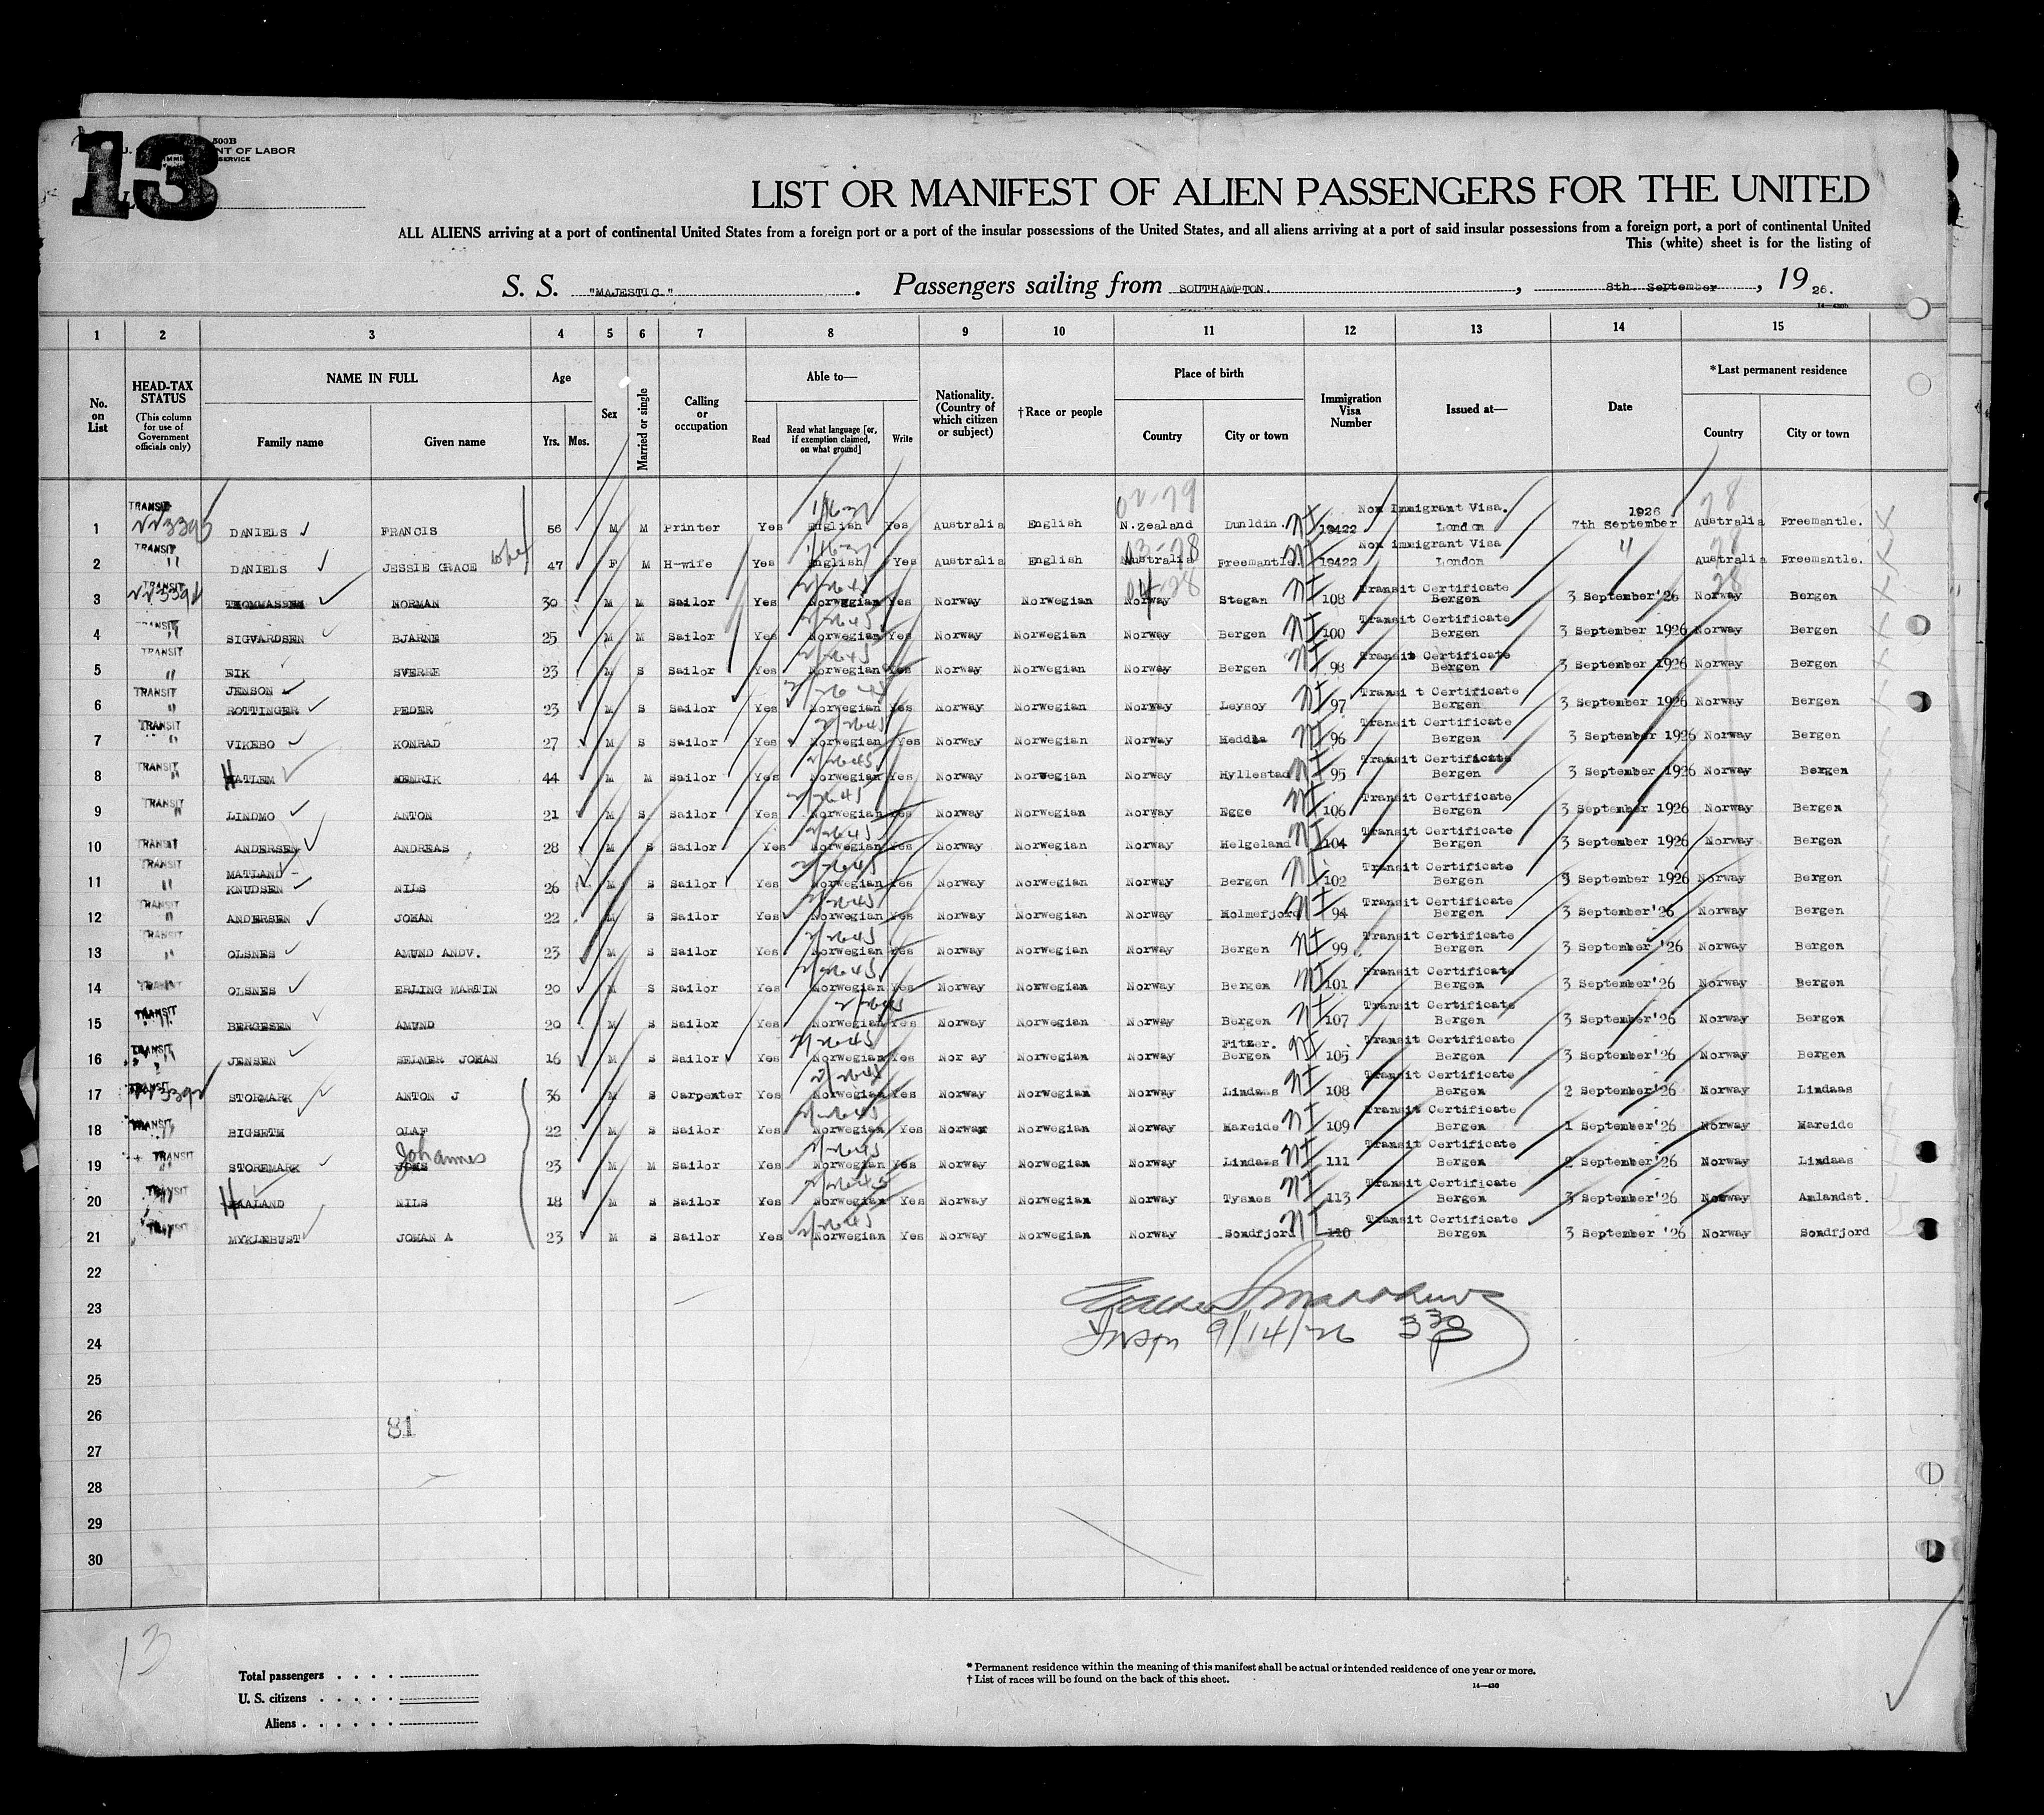 13
500B
U. NT OF LABOR
IMMIG SERVICE
LIST OR MANIFEST OF ALIEN PASSENGERS FOR THE UNITED
ALL ALIENS arriving at a port of continental United States from a foreign port or a port of the insular possessions of the United States, and all aliens arriving at a port of said insular possessions from a foreign port, a port of continental United
This (white) sheet is for the listing of
S. S. "MAJESTIC." . Passengers sailing from SOUTHAMPTON. , 8th. September , 19 26.
1 2 3 4 5 6 7 8 9 10 11 12 13 14 15
No. on List HEAD-TAX STATUS (This column for use of Government officials only) NAME IN FULL Family name Given name Age Yrs. Mos. Sex Married or single Calling or occupation Able to— Read Read what language [or, if exemption claimed, on what ground] Write Nationality. (Country of which citizen or subject) †Race or people Place of birth Country City or town Immigration Visa Number Issued at— Date *Last permanent residence Country City or town
1 TRANSIT DANIELS FRANCIS 56 M M Printer Yes English Yes Australia English N.Zealand Dunldin. 19422 Non Immigrant Visa. London 1926 7th September Australia Freemantle.
2 TRANSIT " DANIELS JESSIE GRACE 47 F M H-wife Yes English Yes Australia English Australia Freemantle. 19422 Non immigrant Visa London " Australia Freemantle.
3 TRANSIT THOMMASSEN NORMAN 30 M M Sailor Yes Norwegian Yes Norway Norwegian Norway Stegan 108 Transit Certificate Bergen 3 September'26 Norway Bergen
4 TRANSIT " SIGVARDSEN BJARNE 25 M M Sailor Yes Norwegian Yes Norway Norwegian Norway Bergen 100 Transit Certificate Bergen 3 September 1926 Norway Bergen
5 TRANSIT " EIK SVERRE 23 M S Sailor Yes Norwegian Yes Norway Norwegian Norway Bergen 98 Transit Certificate Bergen 3 September 1926 Norway Bergen
6 TRANSIT " JENSON ROTTINGER PEDER 23 M S Sailor Yes Norwegian Yes Norway Norwegian Norway Leysoy 97 Transi t Certificate Bergen 3 September 1926 Norway Bergen
7 TRANSIT " VIKEBO KONRAD 27 M S Sailor Yes Norwegian Yes Norway Norwegian Norway Heddla 96 Transit Certificate Bergen 3 September 1926 Norway Bergen
8 TRANSIT " HATLEM HENRIK 44 M M Sailor Yes Norwegian Yes Norway Norwegian Norway Hyllestad 95 Transit Certificate Bergen 3 September 1926 Norway Bergen
9 TRANSIT " LINDMO ANTON 21 M S Sailor Yes Norwegian Yes Norway Norwegian Norway Egge 106 Transit Certificate Bergen 3 September 1926 Norway Bergen
10 TRANSIT " ANDERSEN ANDREAS 28 M S Sailor Yes Norwegian Yes Norway Norwegian Norway Helgeland 104 Transit Certificate Bergen 3 September 1926 Norway Bergen
11 TRANSIT " MATLAND- KNUDSEN NILS 26 M S Sailor Yes Norwegian Yes Norway Norwegian Norway Bergen 102 Transit Certificate Bergen 3 September 1926 Norway Bergen
12 TRANSIT " ANDERSEN JOHAN 22 M S Sailor Yes Norwegian Yes Norway Norwegian Norway Holmefjord 94 Transit Certificate Bergen 3 September'26 Norway Bergen
13 TRANSIT " OLSNES AMUND ANDV. 23 M S Sailor Yes Norwegian Yes Norway Norwegian Norway Bergen 99 Transit Certificate Bergen 3 September '26 Norway Bergen
14 TRANSIT " OLSNES ERLING MARTIN 20 M S Sailor Yes Norwegian Yes Norway Norwegian Norway Bergen 101 Transit Certificate Bergen 3 September'26 Norway Bergen
15 TRANSIT " BERGESEN AMUND 20 M S Sailor Yes Norwegian Yes Norway Norwegian Norway Bergen 107 Transit Certificate Bergen 3 September'26 Norway Bergen
16 TRANSIT " JENSEN SELMER JOHAN 16 M S Sailor Yes Norwegian Yes Nor ay Norwegian Norway Fitzer. Bergen 105 Transit Certificate Bergen 3 September'26 Norway Bergen
17 TRANSIT STORMARK ANTON J 36 M S Carpenter Yes Norwegian Yes Norway Norwegian Norway Lindaas 108 Transit Certificate Bergen 2 September'26 Norway Lindaas
18 TRANSIT " BIGSETH OLAF 22 M S Sailor Yes Norwegian Yes Norway Norwegian Norway Hareide 109 Transit Certificate Bergen 1 September'26 Norway Hareide
19 TRANSIT " STOREMARK Johannes 23 M M Sailor Yes Norwegian Yes Norway Norwegian Norway Lindaas 111 Transit Certificate Bergen 2 September'26 Norway Lindaas
20 TRANSIT " HAALAND NILS 18 M S Sailor Yes Norwegian Yes Norway Norwegian Norway Tysnes 113 Transit Certificate Bergen 3 September'26 Norway Amlandst.
21 TRANSIT " MYKLEBUST JOHAN A 23 M S Sailor Yes Norwegian Yes Norway Norwegian Norway Sondfjord 110 Transit Certificate Bergen 3 September '26 Norway Sondfjord
22
23
Insp 9/14/26 3 30 P
24
25
26
81
27
28
29
30
13
Total passengers
U. S. citizens
Aliens
* Permanent residence within the meaning of this manifest shall be actual or intended residence of one year or more.
† List of races will be found on the back of this sheet.
14—430